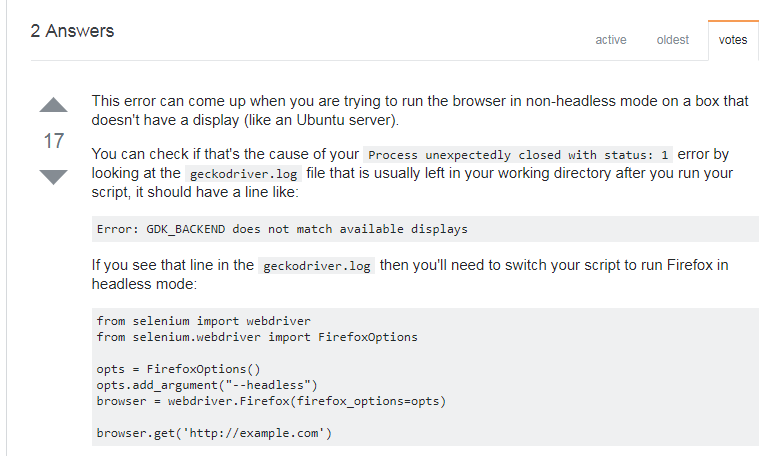 2 Answers
active oldest votes
This error can come up when you are trying to run the browser in non-headless mode on a box that
doesn't have a display (like an Ubuntu server).
17
You can check if that's the cause of your Process unexpectedly closed with status: 1 error by
looking at the geckodriver.log file that is usually left in your working directory after you run your
script, it should have a line like:
Error: GDK_BACKEND does not match available displays
If you see that line in the geckodriver.log then you'll need to switch your script to run Firefox in
headless mode:
from selenium import webdriver
from selenium.webdriver import FirefoxOptions
opts = FirefoxOptions()
opts.add_argument("--headless")
browser = webdriver.Firefox(firefox_options=opts)
browser.get('http://example.com')